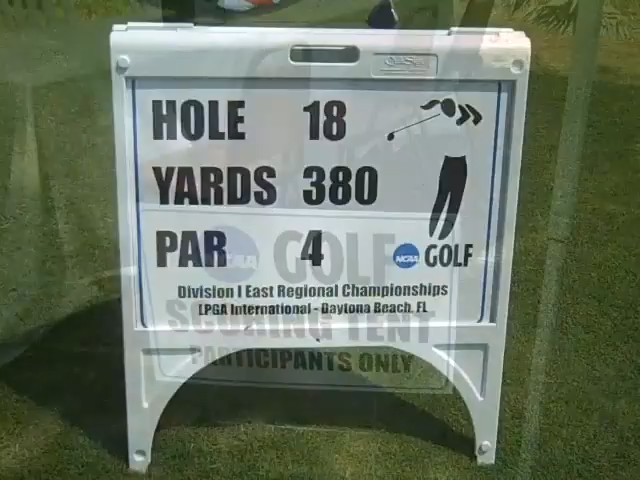 HOLE 18
YARDS 380
PAR 4
NCAA GOLF
Division I East Regional Championships
LPGA International - Daytona Beach, FL
NCAA GOLF
SCORING TENT
PARTICIPANTS ONLY